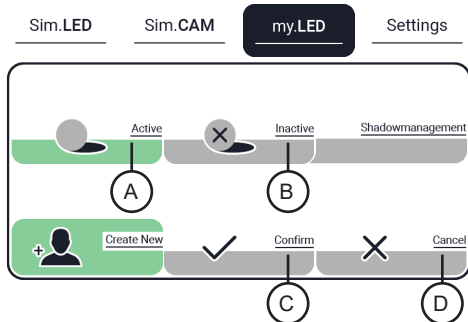 Sim.LED Sim.CAM my.LED Settings
Active Inactive Shadowmanagement
A B
Create New Confirm Cancel
C D